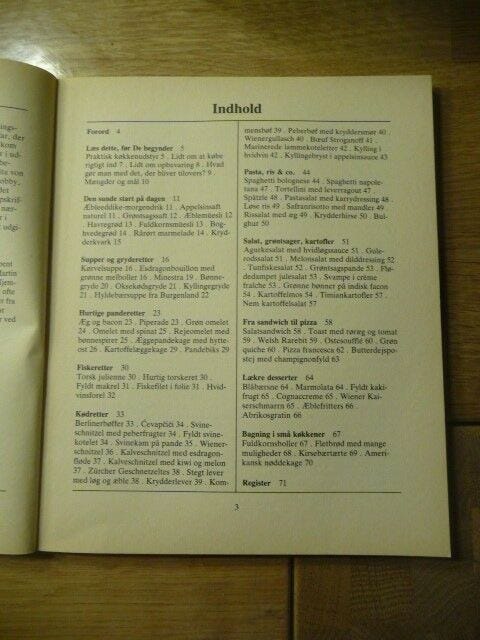 Indhold
Forord 4
Læs dette, før De begynder 5
Praktisk køkkenudstyr 5 . Lidt om at købe
rigtigt ind 7 . Lidt om opbevaring 8 . Hvad
gør man med det, der bliver tilovers? 9
Mængder og mål 10
Den sunde start på dagen 11
Æbleeddike-morgendrik 11 . Appelsinsaft
naturel 11 . Grøntsagssaft 12 . Æblemüesli 12
. Havregrød 13 . Fuldkornsmüesli 13 . Bog-
hvedegrød 14 . Rårørt marmelade 14 . Kryd-
derkvark 15
Supper og gryderetter 16
Kørvelsuppe 16 . Esdragonbouillon med
grønne melboller 16 . Minestra 19 . Bønne-
gryde 20 . Oksekødsgryde 21 . Kyllingegryde
21 . Hyldebærsuppe fra Burgenland 22
Hurtige panderetter 23
Æg og bacon 23 . Piperade 23 . Grøn omelet
24 . Omelet med spinat 25 . Rejeomelet med
bønnespirer 25 . Æggepandekage med hytte-
ost 26 . Kartoffelæggekage 29 . Pandebiks 29
Fiskeretter 30
Torsk julienne 30 . Hurtig torskeret 30 .
Fyldt makrel 31 . Fiskefilet i folie 31 . Hvid-
vinsforel 32
Kødretter 33
Berlinerbøffer 33 . Čevapčići 34 . Svine-
schnitzel med peberfrugter 34 . Fyldt svine-
kotelet 34 . Svinekam på pande 35 . Wiener-
schnitzel 36 . Kalveschnitzel med esdragon-
fløde 37 . Kalveschnitzel med kiwi og melon
37 . Zürcher Geschnetzeltes 38 . Stegt lever
med løg og æble 38 . Krydderlever 39 . Kom-
mensbøf 39 . Peberbøf med kryddersmør 40 .
Wienergullasch 40 . Bœuf Stroganoff 41 .
Marinerede lammekoteletter 42 . Kylling i
hvidvin 42 . Kyllingebryst i appelsinsauce 43
Pasta, ris & co. 44
Spaghetti bolognese 44 . Spaghetti napole-
tana 47 . Tortellini med leverragout 47 .
Spätzle 48 . Pastasalat med karrydressing 48 .
Løse ris 49 . Safranrisotto med mandler 49 .
Rissalat med æg 49 . Krydderhirse 50 . Bul-
ghur 50
Salat, grøntsager, kartofler 51
Agurkesalat med hvidløgssauce 51 . Gule-
rodssalat 51 . Melonsalat med dilddressing 52
. Tunfiskesalat 52 . Grøntsagspande 53 . Flø-
dedampet julesalat 53 . Svampe i crème
fraîche 53 . Grønne bønner på indisk facon
54 . Kartoffelmos 54 . Timiankartofler 57 .
Nem kartoffelsalat 57
Fra sandwich til pizza 58
Salatsandwich 58 . Toast med røræg og tomat
59 . Welsh Rarebit 59 . Ostesoufflé 60 . Grøn
quiche 60 . Pizza francesca 62 . Butterdejspo-
stej med champignonfyld 63
Lækre desserter 64
Blåbærsne 64 . Marmolata 64 . Fyldt kaki-
frugt 65 . Cognaccreme 65 . Wiener Kai-
serschmarrn 65 . Æblefritters 66 .
Abrikosgratin 66
Bagning i små køkkener 67
Fuldkornsboller 67 . Fletbrød med mange
muligheder 68 . Kirsebærtærte 69 . Ameri-
kansk nøddekage 70
Register 71
3